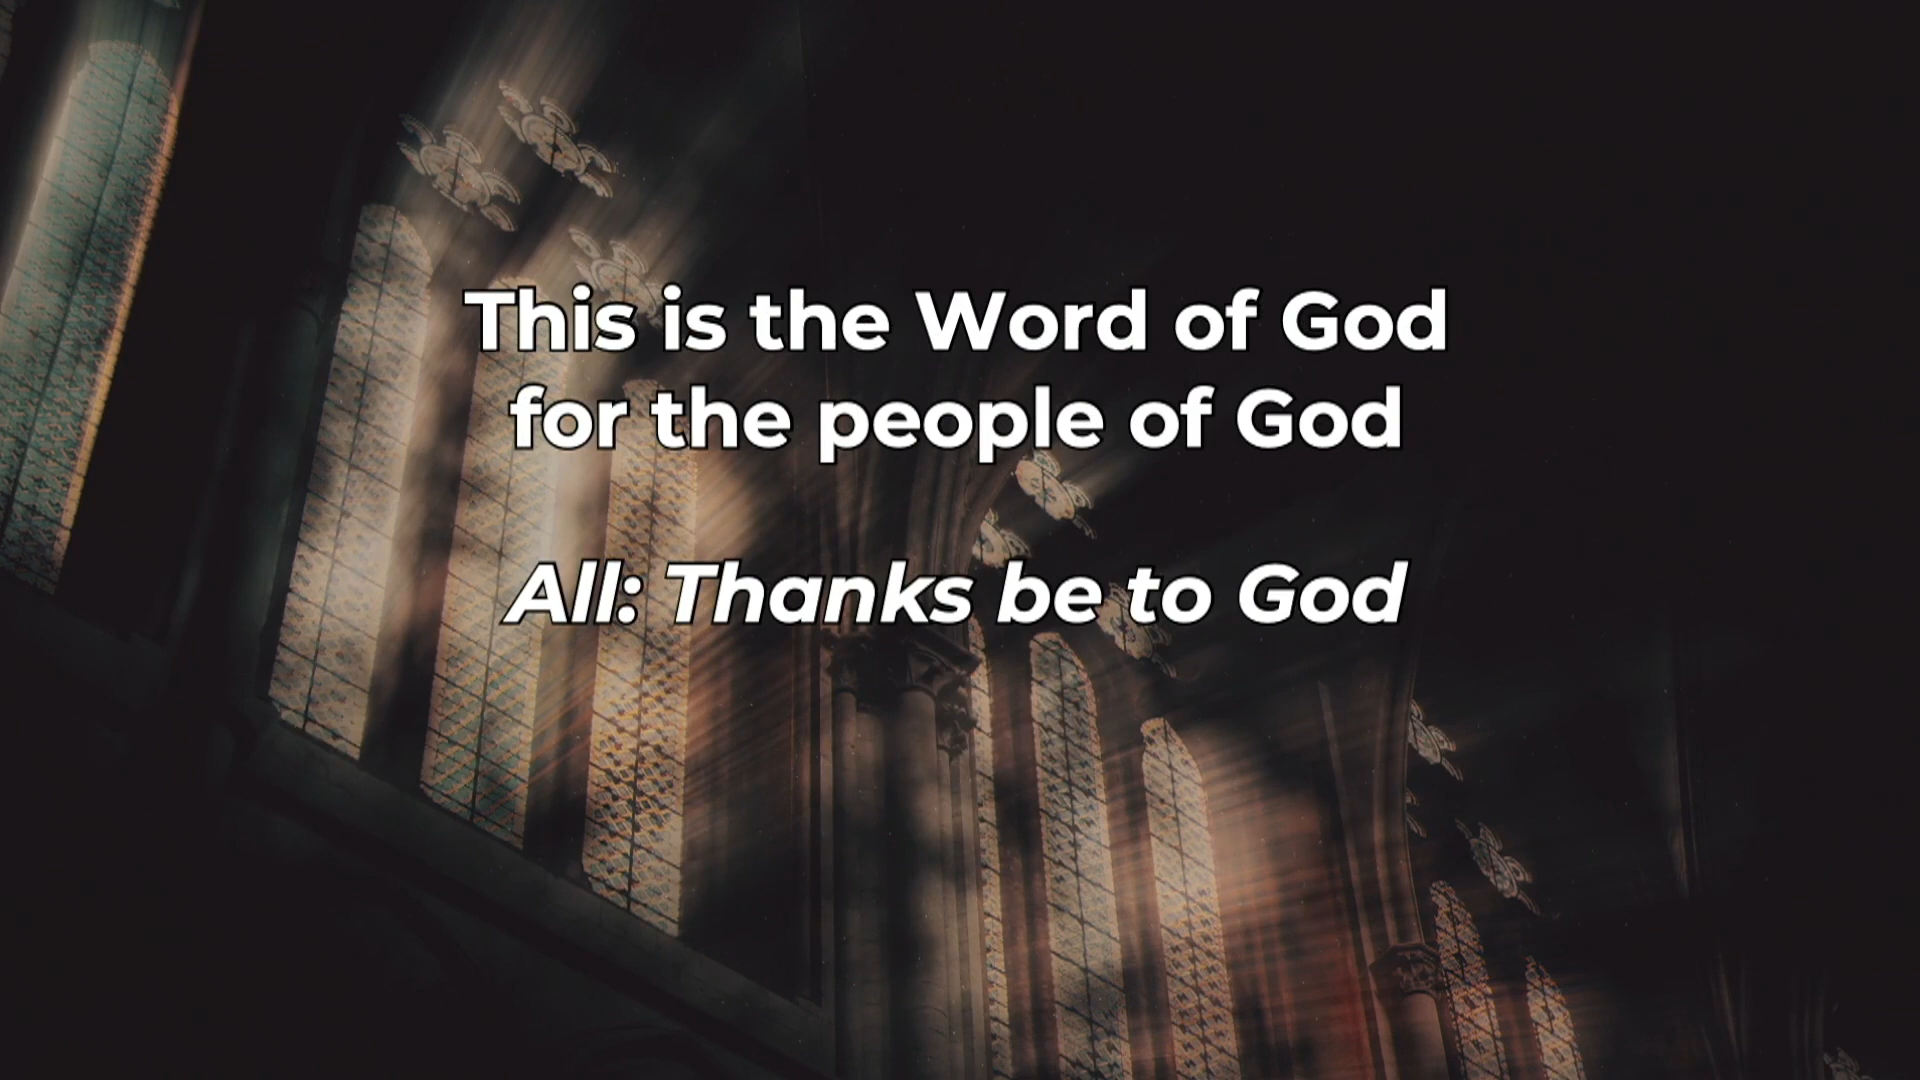 This is the Word of God
for the people of God
All: Thanks be to God